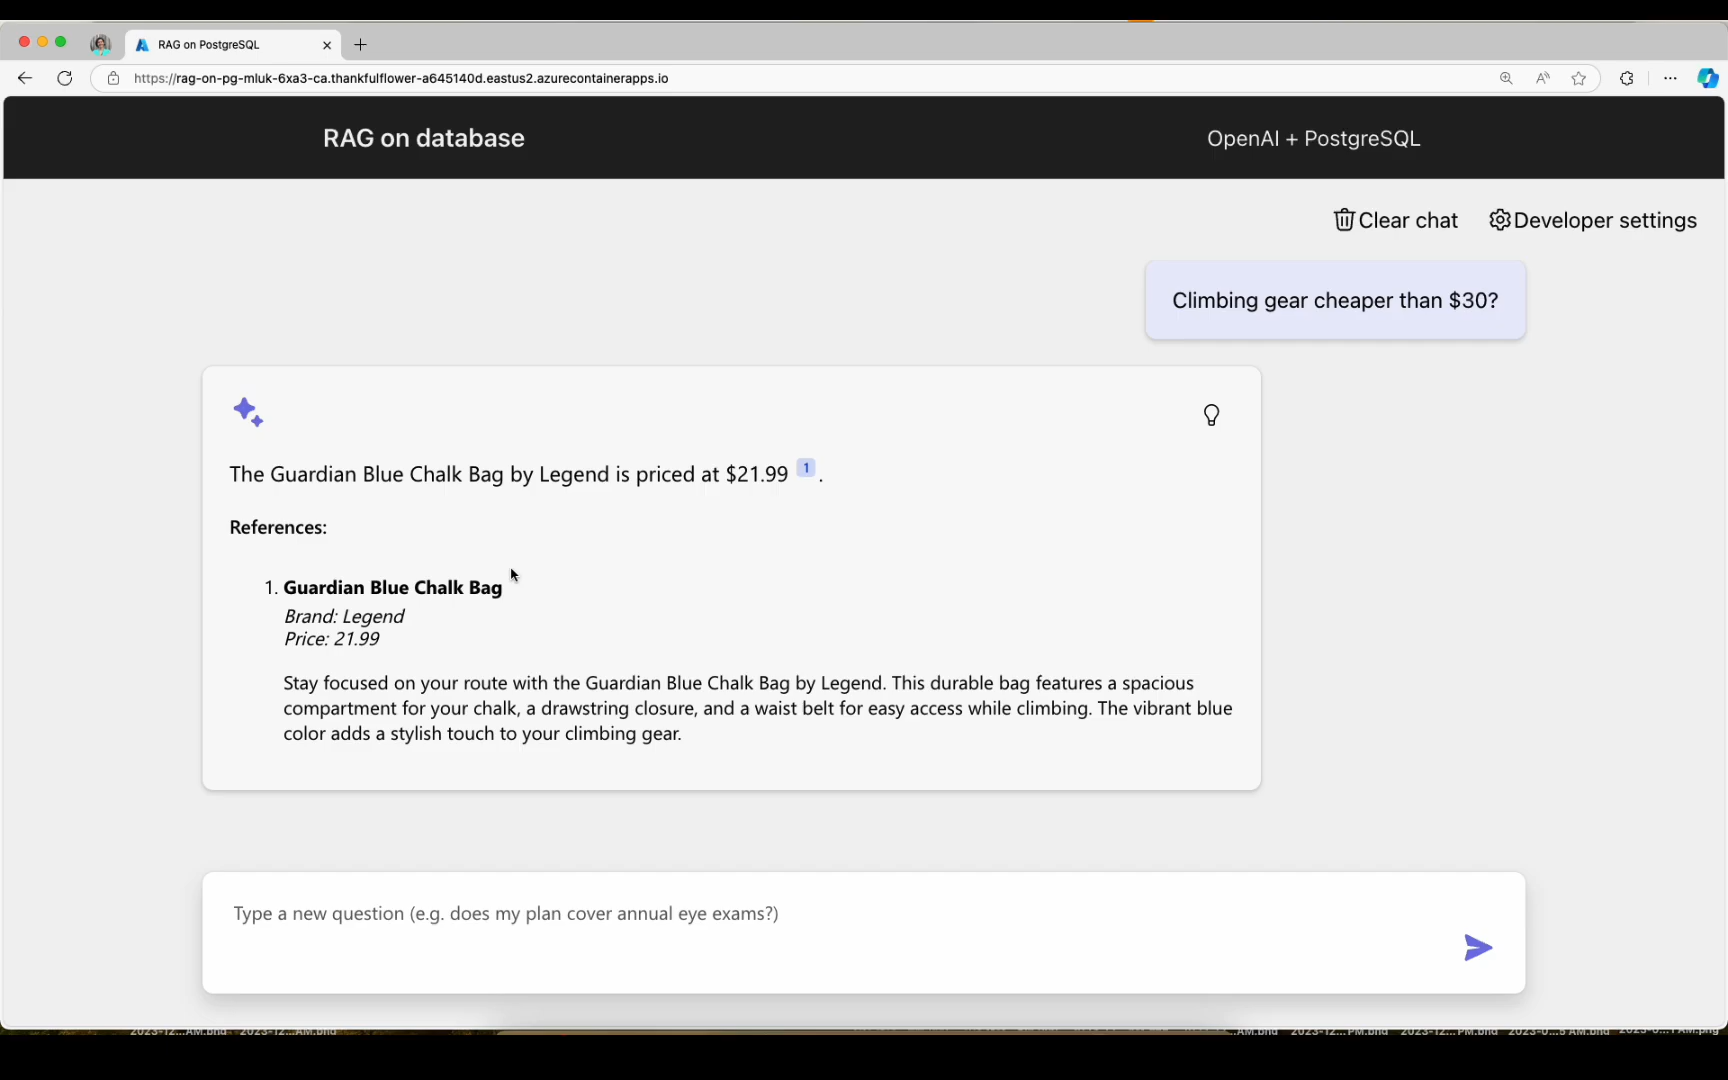 RAG on PostgreSQL
https://rag-on-pg-mluk-6xa3-ca.thankfulflower-a645140d.eastus2.azurecontainerapps.io
RAG on database
OpenAI + PostgreSQL
Clear chat
Developer settings
Climbing gear cheaper than $30?
The Guardian Blue Chalk Bag by Legend is priced at $21.99 1 .
References:
1. Guardian Blue Chalk Bag
Brand: Legend
Price: 21.99
Stay focused on your route with the Guardian Blue Chalk Bag by Legend. This durable bag features a spacious
compartment for your chalk, a drawstring closure, and a waist belt for easy access while climbing. The vibrant blue
color adds a stylish touch to your climbing gear.
Type a new question (e.g. does my plan cover annual eye exams?)